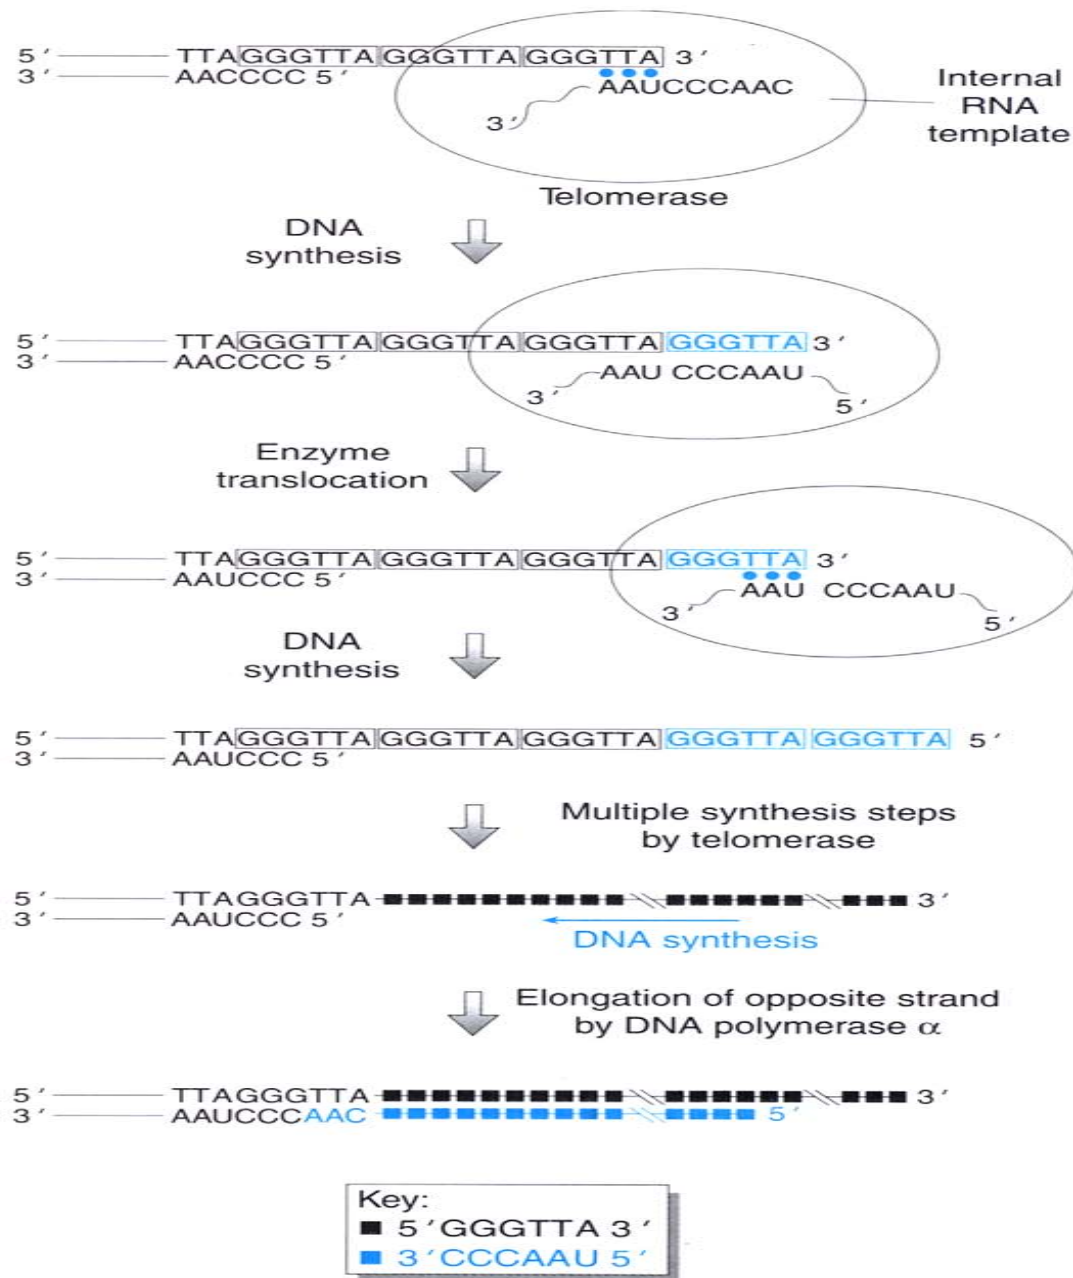 5′ TTAGGGTTAGGGTTAGGGTTA 3′
3′ AACCCC 5′
AAUCCCAAC
3′
Internal
RNA
template
Telomerase
DNA
synthesis
5′ TTAGGGTTAGGGTTAGGGTTAGGGTTA 3′
3′ AACCCC 5′
AAU CCCAAU
3′ 5′
Enzyme
translocation
5′ TTAGGGTTAGGGTTAGGGTTAGGGTTA 3′
3′ AAUCCC 5′
AAU CCCAAU
3′ 5′
DNA
synthesis
5′ TTAGGGTTAGGGTTAGGGTTAGGGTTAGGGTTA 5′
3′ AAUCCC 5′
Multiple synthesis steps
by telomerase
5′ TTAGGGTTA 3′
3′ AAUCCC 5′
DNA synthesis
Elongation of opposite strand
by DNA polymerase α
5′ TTAGGGTTA 3′
3′ AAUCCCAAC 5′
Key:
5′GGGTTA 3′
3′CCCAAU 5′